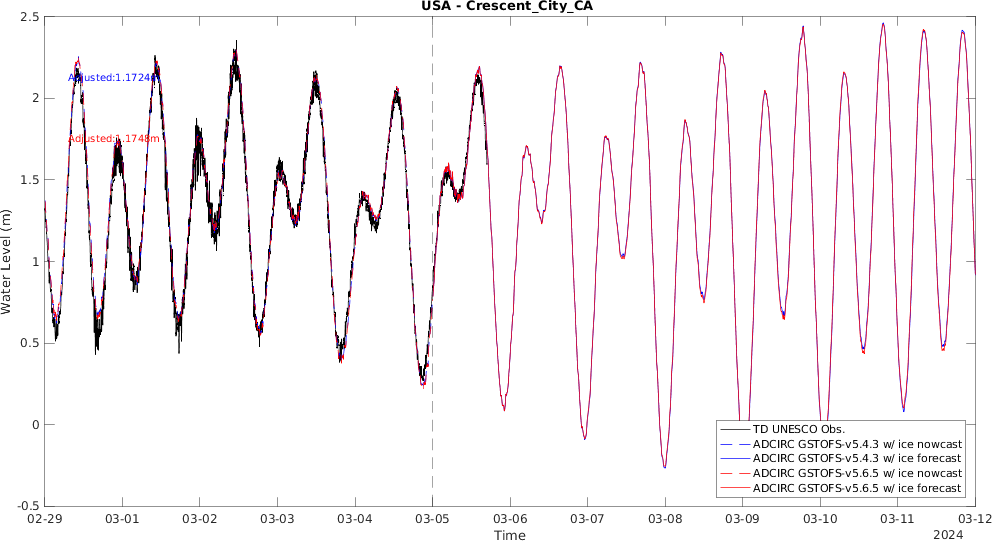 USA - Crescent_City_CA
2.5
2
1.5
1
0.5
0
-0.5
Water Level (m)
Adjusted:1.1724m
Adjusted:1.1748m
TD UNESCO Obs.
ADCIRC GSTOFS-v5.4.3 w/ ice nowcast
ADCIRC GSTOFS-v5.4.3 w/ ice forecast
ADCIRC GSTOFS-v5.6.5 w/ ice nowcast
ADCIRC GSTOFS-v5.6.5 w/ ice forecast
02-29 03-01 03-02 03-03 03-04 03-05 03-06 03-07 03-08 03-09 03-10 03-11 03-12
Time
2024